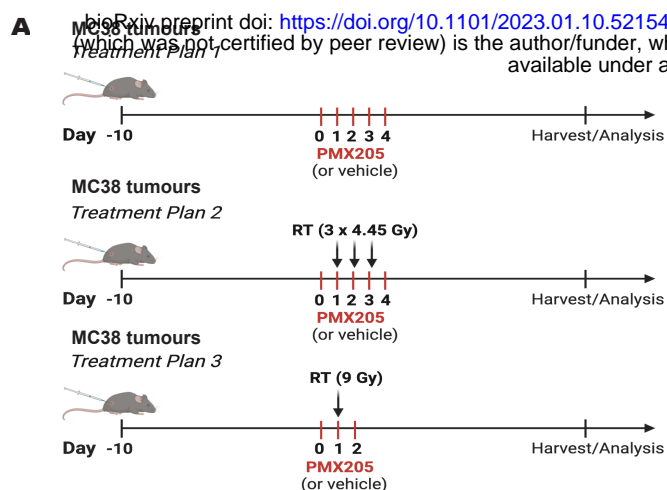 A
bioRxiv preprint doi: https://doi.org/10.1101/2023.01.10.52154
(which was not certified by peer review) is the author/funder, wh
available under a
MC38 tumours
Treatment Plan 1
Day -10 0 1 2 3 4 Harvest/Analysis
PMX205
(or vehicle)
MC38 tumours
Treatment Plan 2
RT (3 x 4.45 Gy)
Day -10 0 1 2 3 4 Harvest/Analysis
PMX205
(or vehicle)
MC38 tumours
Treatment Plan 3
RT (9 Gy)
Day -10 0 1 2 Harvest/Analysis
PMX205
(or vehicle)